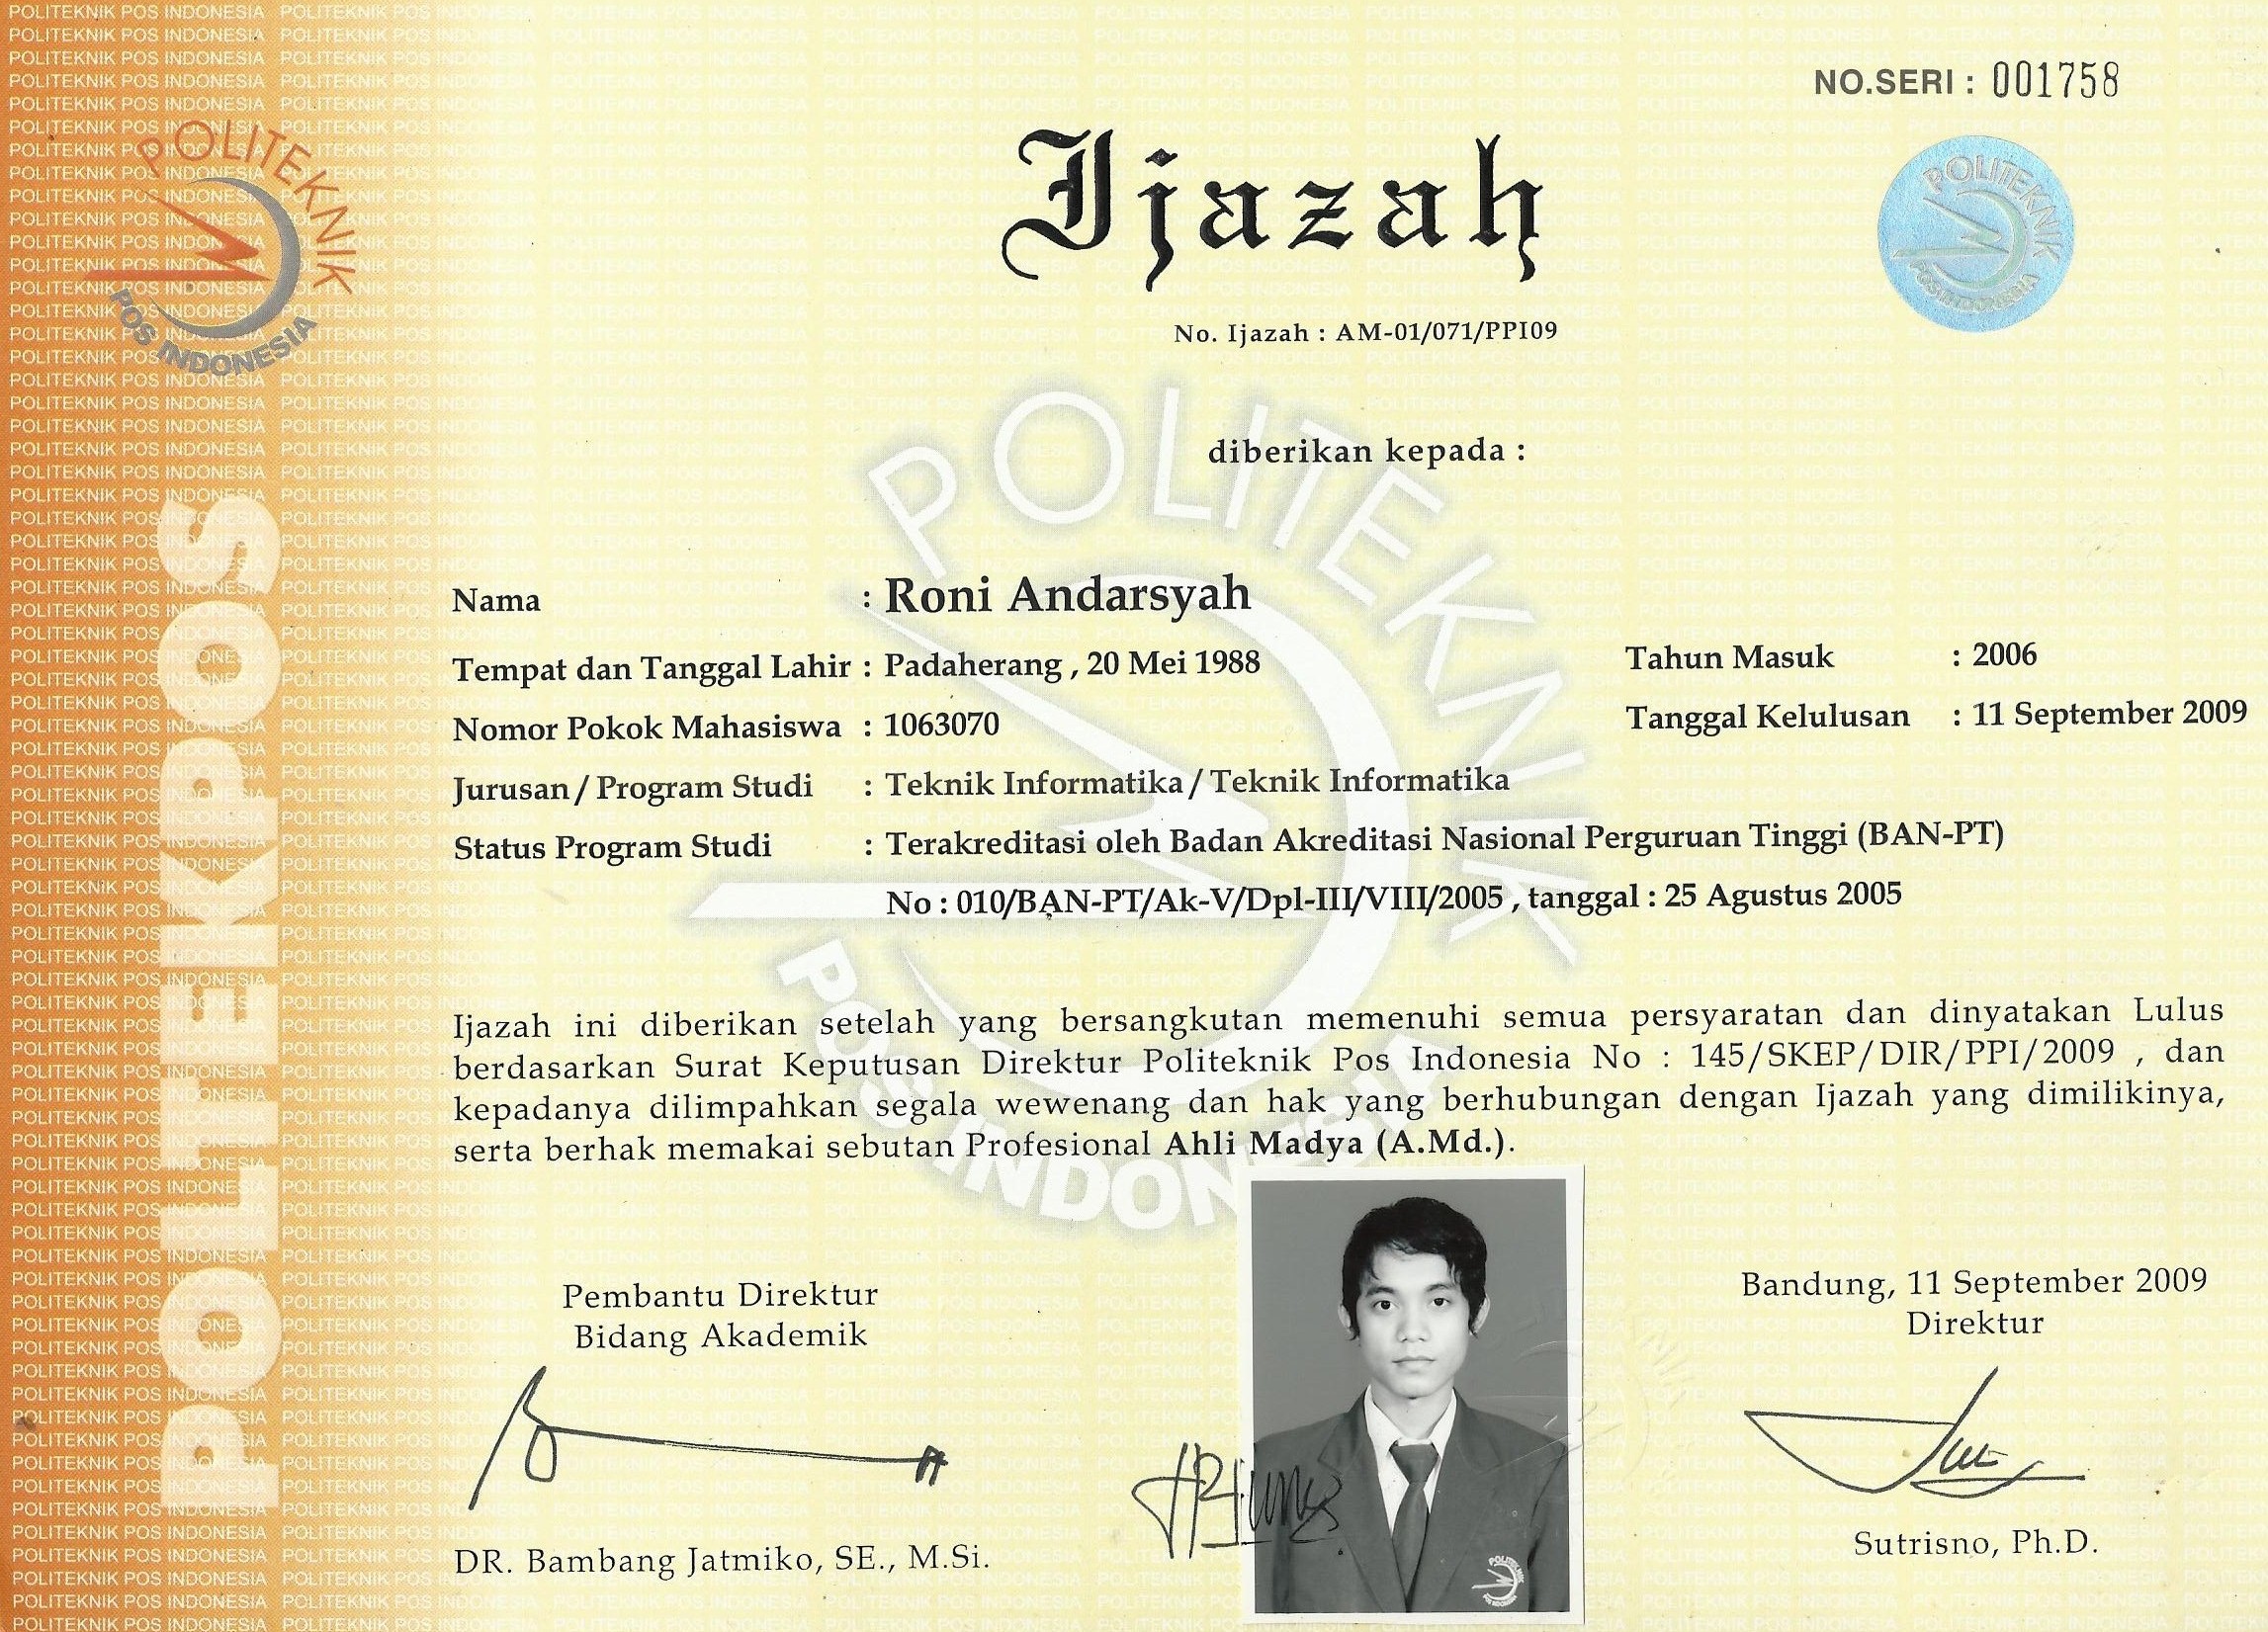 NO.SERI : 001758
POLITEKNIK
POS INDONESIA
POLITEKNIK
POS INDONESIA
Ijazah
No. Ijazah : AM-01/071/PPI09
diberikan kepada :
POLITEKNIK
POS INDONESIA
POLTEKPOS
Nama : Roni Andarsyah
Tempat dan Tanggal Lahir : Padaherang , 20 Mei 1988
Tahun Masuk : 2006
Nomor Pokok Mahasiswa : 1063070
Tanggal Kelulusan : 11 September 2009
Jurusan / Program Studi : Teknik Informatika / Teknik Informatika
Status Program Studi : Terakreditasi oleh Badan Akreditasi Nasional Perguruan Tinggi (BAN-PT)
No : 010/BAN-PT/Ak-V/Dpl-III/VIII/2005 , tanggal : 25 Agustus 2005
Ijazah ini diberikan setelah yang bersangkutan memenuhi semua persyaratan dan dinyatakan Lulus
berdasarkan Surat Keputusan Direktur Politeknik Pos Indonesia No : 145/SKEP/DIR/PPI/2009 , dan
kepadanya dilimpahkan segala wewenang dan hak yang berhubungan dengan Ijazah yang dimilikinya,
serta berhak memakai sebutan Profesional Ahli Madya (A.Md.).
Pembantu Direktur
Bidang Akademik
DR. Bambang Jatmiko, SE., M.Si.
Bandung, 11 September 2009
Direktur
Sutrisno, Ph.D.